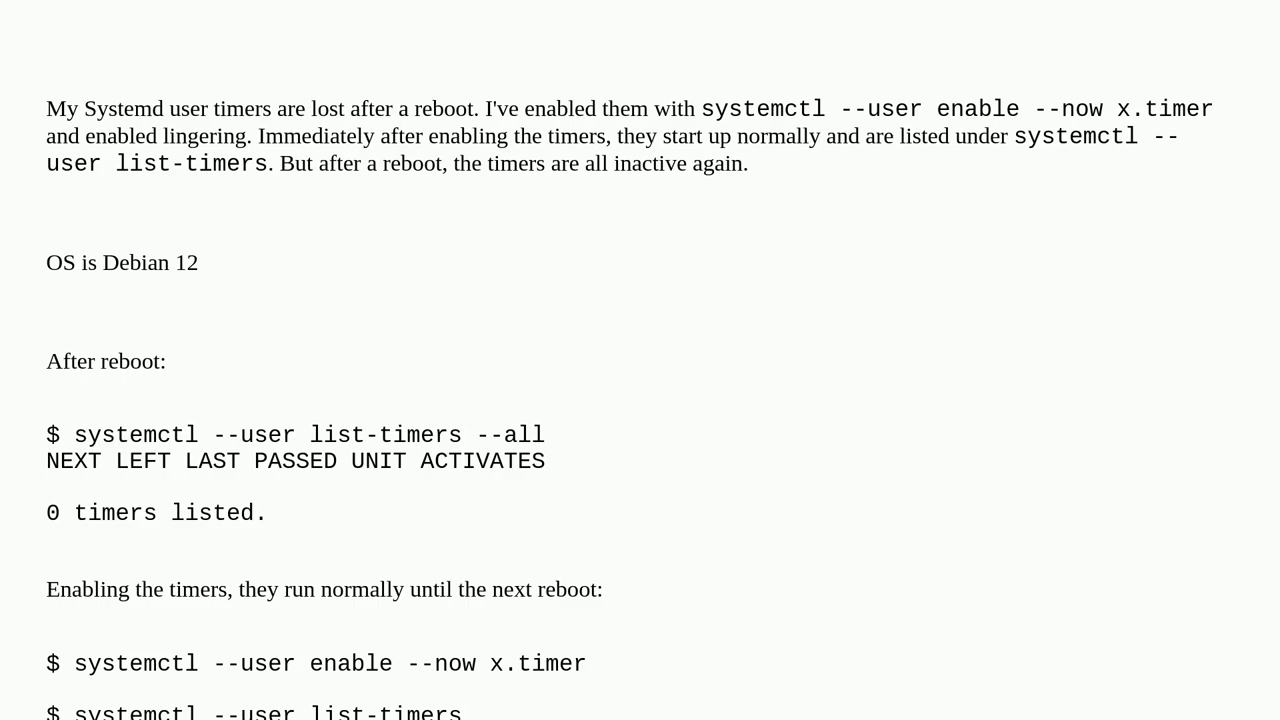 My Systemd user timers are lost after a reboot. I've enabled them with systemctl --user enable --now x.timer
and enabled lingering. Immediately after enabling the timers, they start up normally and are listed under systemctl --
user list-timers. But after a reboot, the timers are all inactive again.
OS is Debian 12
After reboot:
$ systemctl --user list-timers --all
NEXT LEFT LAST PASSED UNIT ACTIVATES
0 timers listed.
Enabling the timers, they run normally until the next reboot:
$ systemctl --user enable --now x.timer
$ systemctl --user list-timers